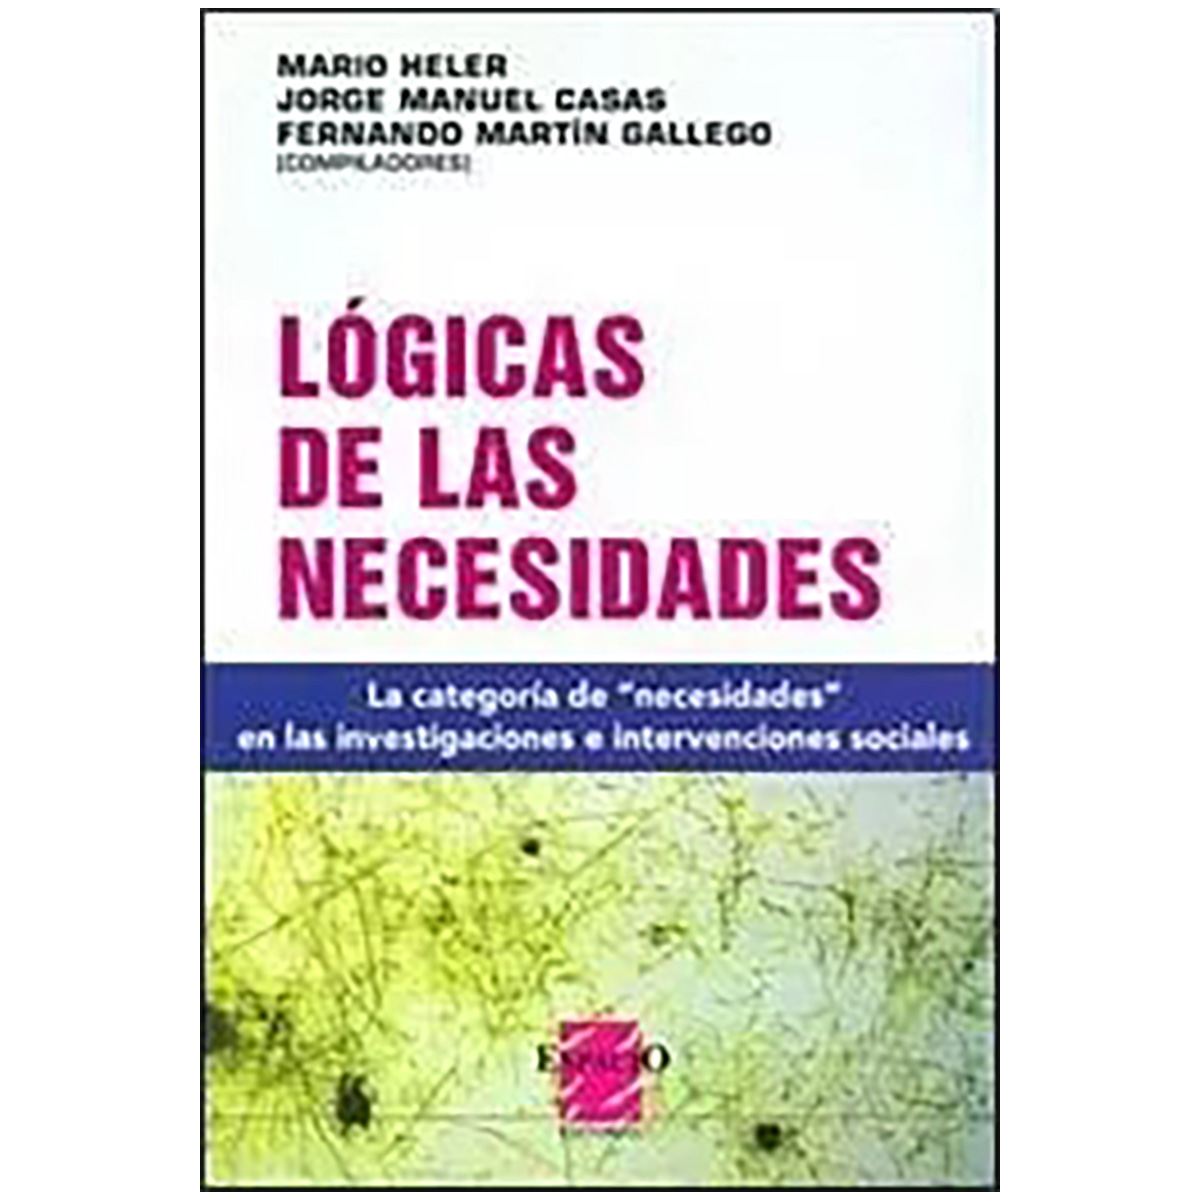 MARIO HELER
JORGE MANUEL CASAS
FERNANDO MARTÍN GALLEGO
[COMPILADORES]
LÓGICAS
DE LAS
NECESIDADES
La categoría de "necesidades"
en las investigaciones e intervenciones sociales
ESPACIO